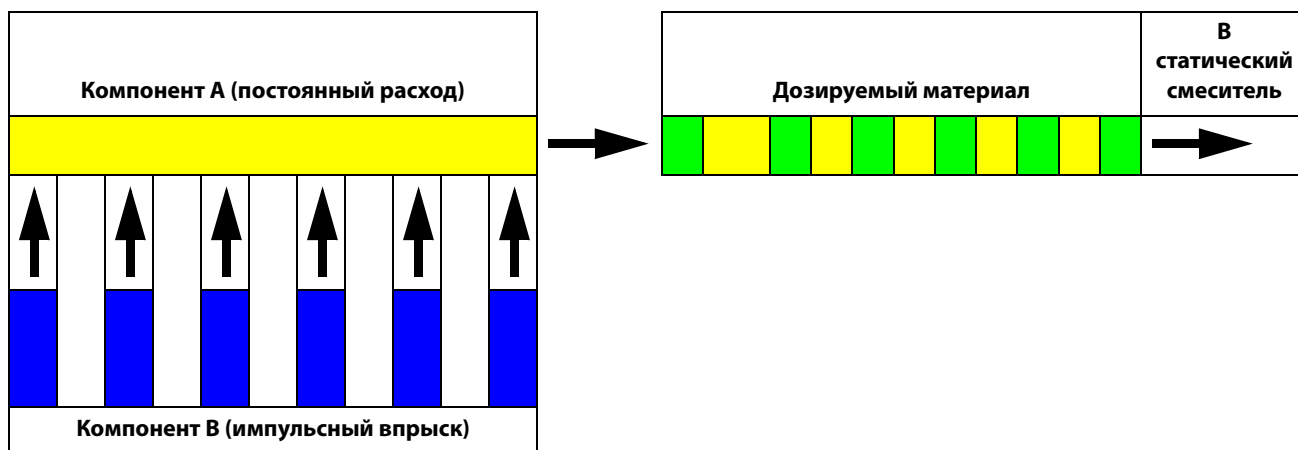 Компонент A (постоянный расход)
Компонент B (импульсный впрыск)
Дозируемый материал
В
статический
смеситель